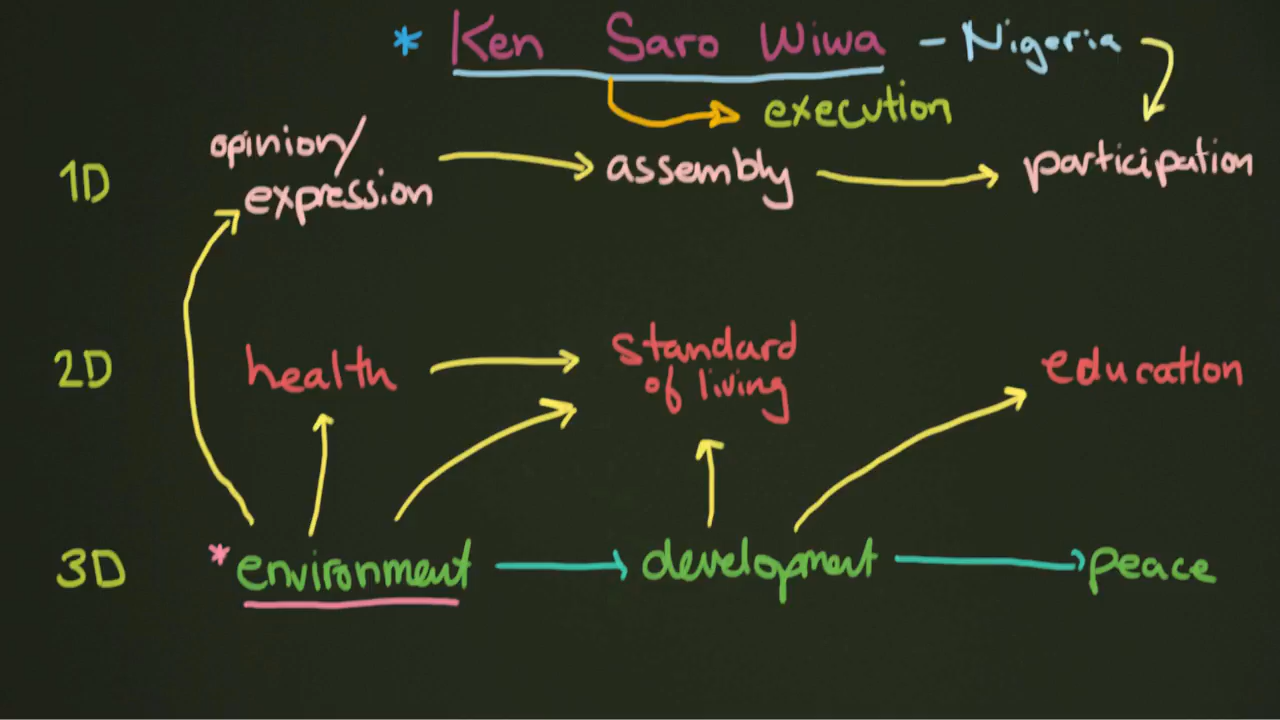 * Ken Saro Wiwa - Nigeria
execution
1D opinion/ expression assembly participation
2D health standard of living education
3D *environment development peace